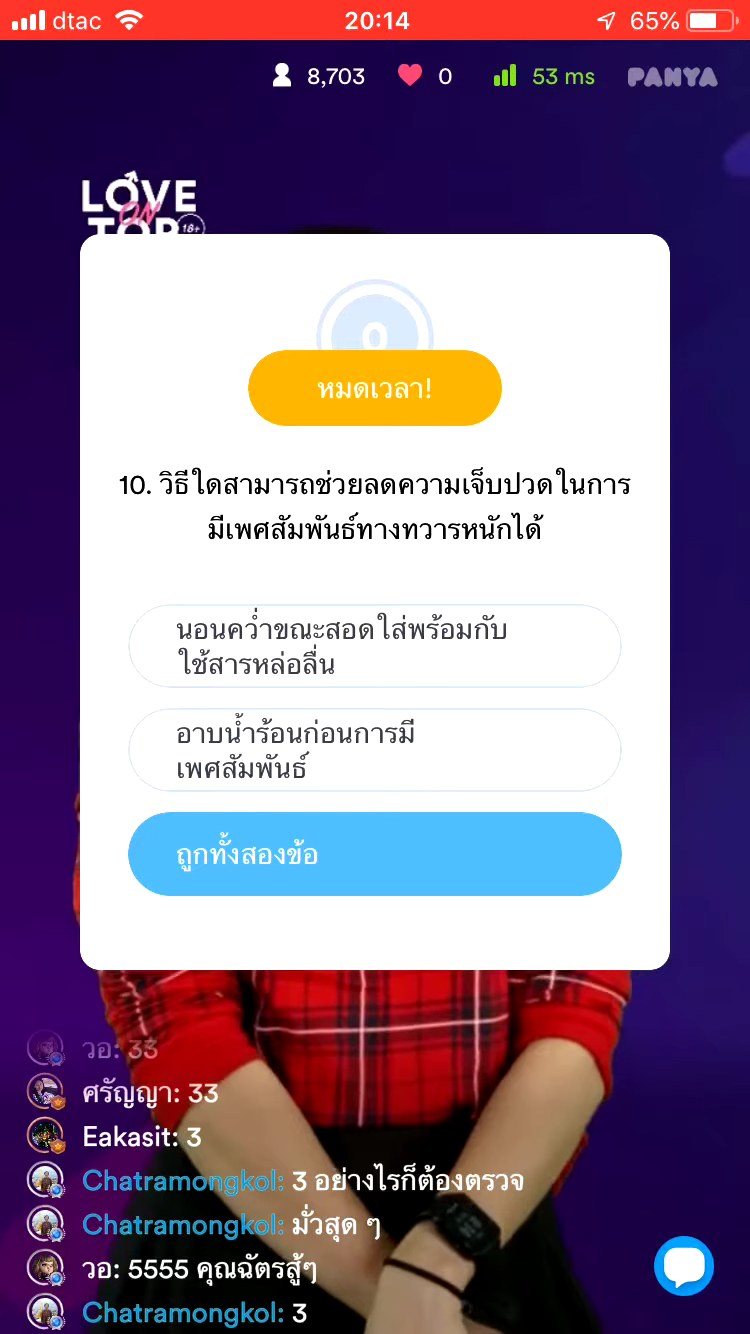 dtac 20:14 65%
8,703 0 53 ms PANYA
LOVE
ON
TOP 18+
0
หมดเวลา!
10. วิธีใดสามารถช่วยลดความเจ็บปวดในการ
มีเพศสัมพันธ์ทางทวารหนักได้
นอนคว่ำขณะสอดใส่พร้อมกับ
ใช้สารหล่อลื่น
อาบน้ำร้อนก่อนการมี
เพศสัมพันธ์
ถูกทั้งสองข้อ
วอ: 33
ศรัญญา: 33
Eakasit: 3
Chatramongkol: 3 อย่างไรก็ต้องตรวจ
Chatramongkol: มั่วสุด ๆ
วอ: 5555 คุณฉัตรสู้ๆ
Chatramongkol: 3